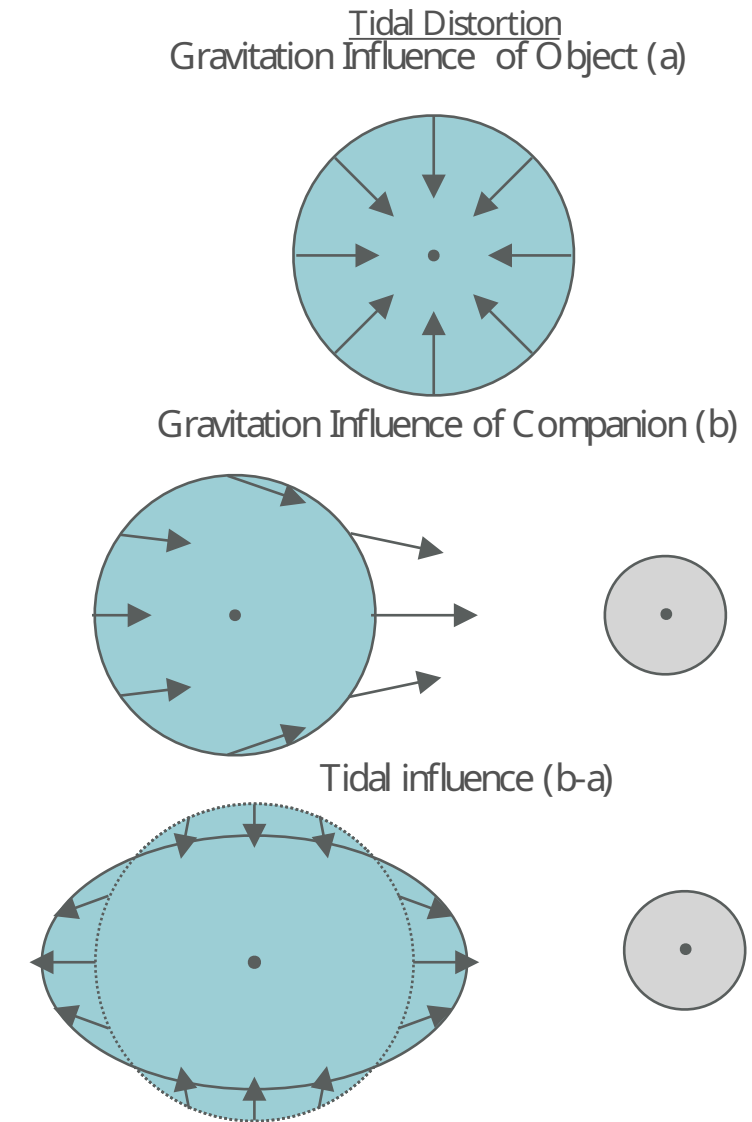 Tidal Distortion
Gravitation Influence of Object (a)
Gravitation Influence of Companion (b)
Tidal influence (b-a)